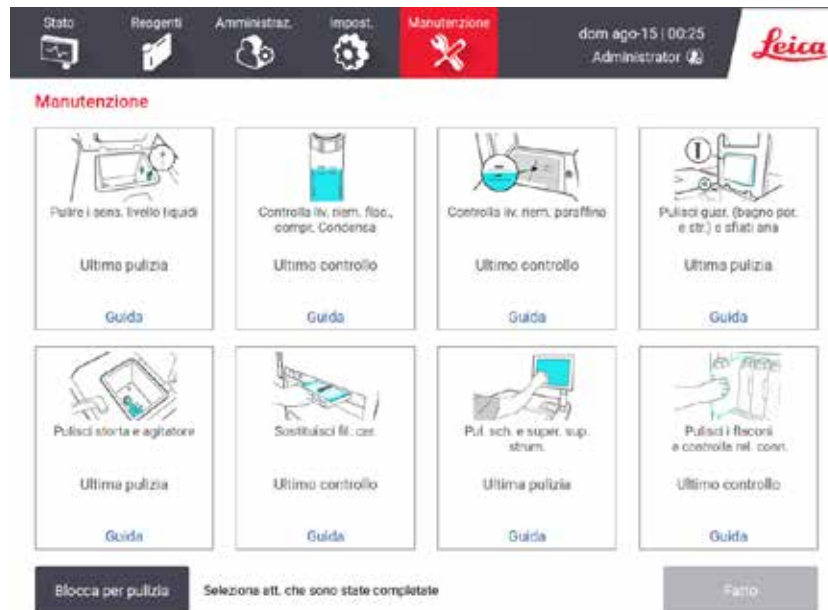 Stato
Reagenti
Amministraz.
Impost.
Manutenzione
dom ago-15 | 00:25
Administrator
Leica
Manutenzione
Pulire i sens. livello liquidi
Ultima pulizia
Guida
Controlla liv. riem. flac.,
compr. Condensa
Ultimo controllo
Guida
Controlla liv. riem. paraffina
Ultimo controllo
Guida
1
Pulisci guar. (bagno par.
e str.) e sfiati aria
Ultima pulizia
Guida
Pulisci storta e agitatore
Ultima pulizia
Guida
Sostituisci fil. car.
Ultimo controllo
Guida
Pul. sch. e super. sup.
strum.
Ultima pulizia
Guida
Pulisci i flaconi
e controlla rel. conn.
Ultimo controllo
Guida
Blocca per pulizia
Seleziona att. che sono state completate
Fatto